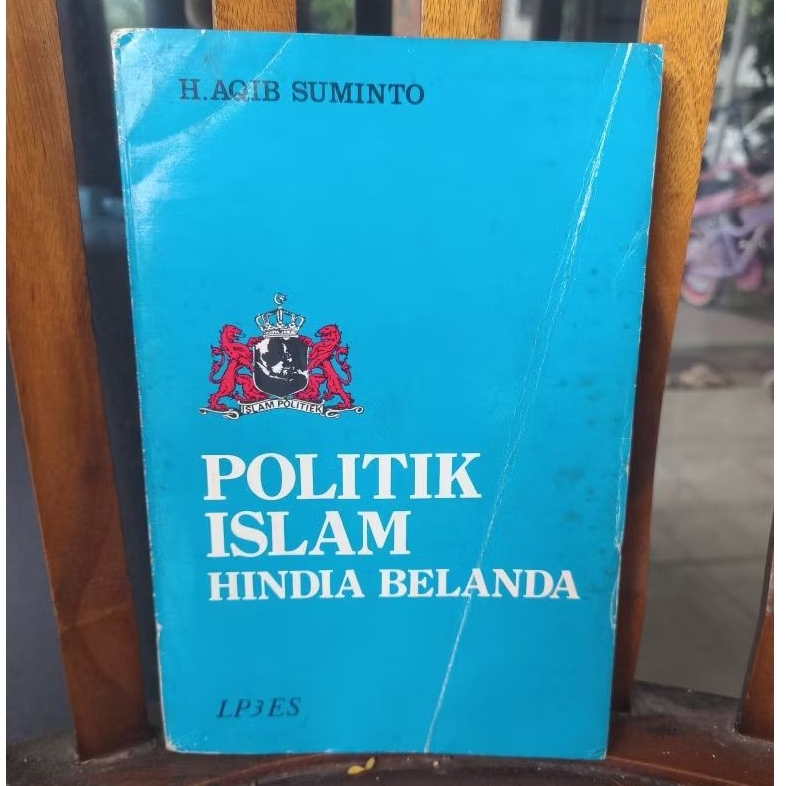 H. AQIB SUMINTO
ISLAM POLITIEK
POLITIK
ISLAM
HINDIA BELANDA
LP3ES